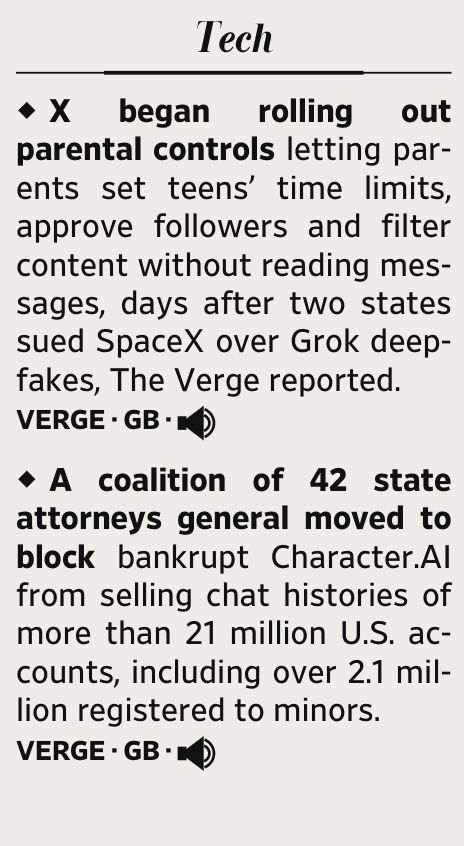 Tech
◆ X began rolling out
parental controls letting par-
ents set teens’ time limits,
approve followers and filter
content without reading mes-
sages, days after two states
sued SpaceX over Grok deep-
fakes, The Verge reported.
VERGE · GB ·
◆ A coalition of 42 state
attorneys general moved to
block bankrupt Character.AI
from selling chat histories of
more than 21 million U.S. ac-
counts, including over 2.1 mil-
lion registered to minors.
VERGE · GB ·